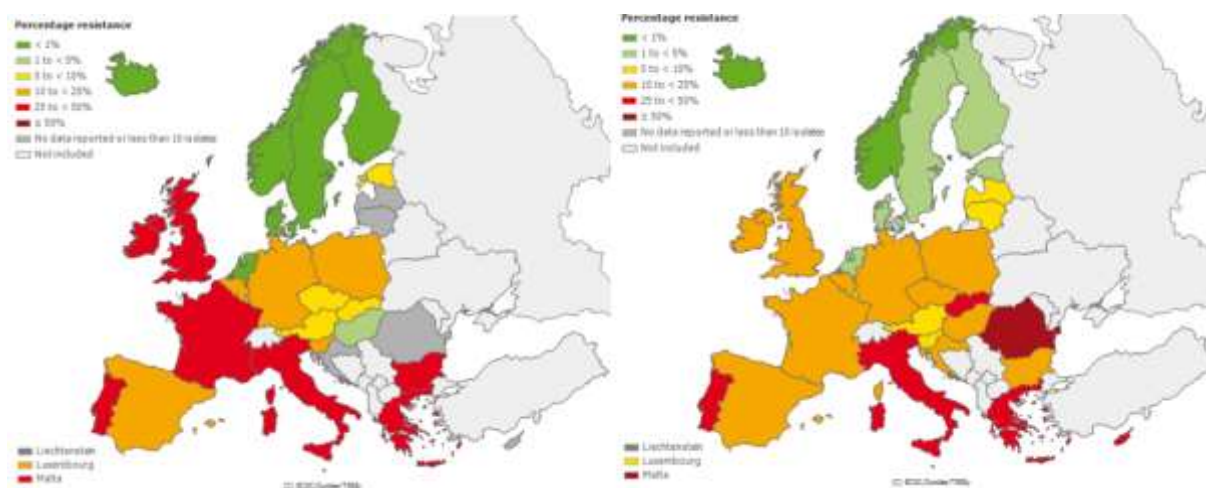 Percentage resistance
< 1%
1 to < 5%
5 to < 10%
10 to < 25%
25 to < 50%
≥ 50%
No data reported or less than 10 isolates
Not included
Liechtenstein
Luxembourg
Malta
Percentage resistance
< 1%
1 to < 5%
5 to < 10%
10 to < 25%
25 to < 50%
≥ 50%
No data reported or less than 10 isolates
Not included
Liechtenstein
Luxembourg
Malta